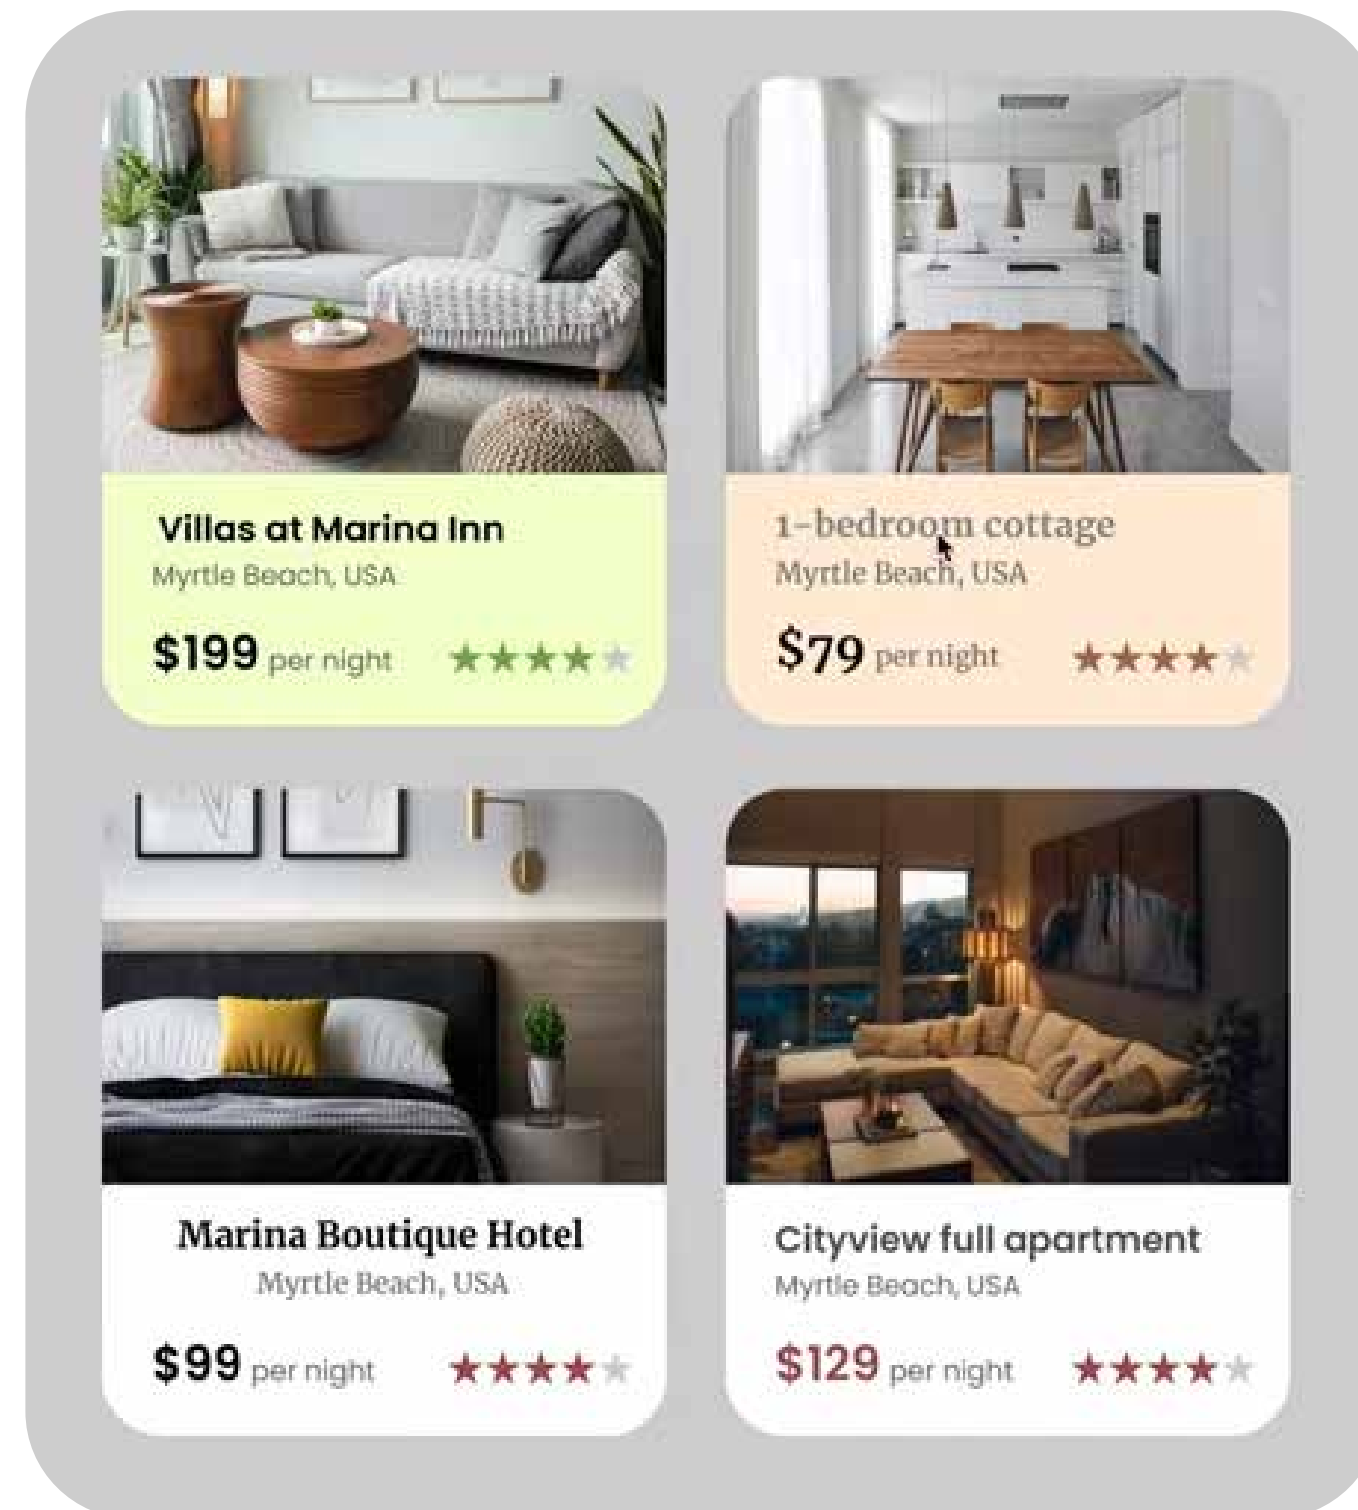 Villas at Marina Inn
Myrtle Beach, USA
$199 per night
1-bedroom cottage
Myrtle Beach, USA
$79 per night
Marina Boutique Hotel
Myrtle Beach, USA
$99 per night
Cityview full apartment
Myrtle Beach, USA
$129 per night